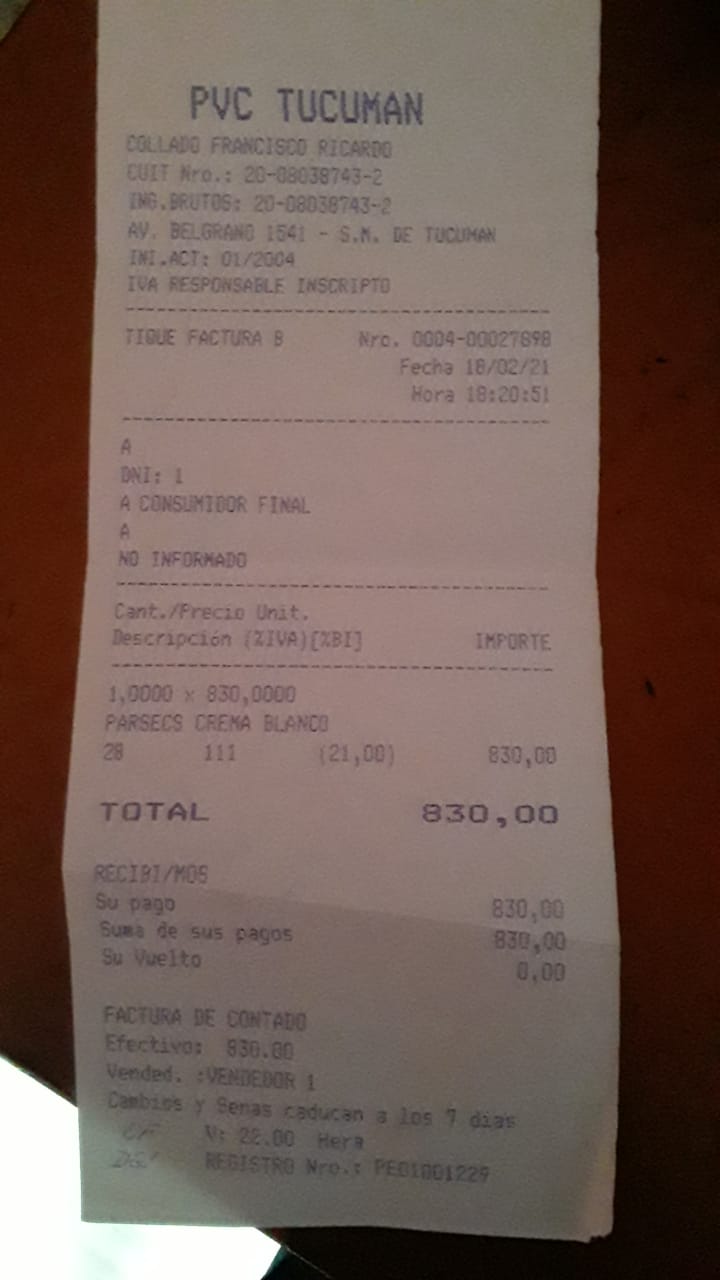 PVC TUCUMAN
COLLADO FRANCISCO RICARDO
CUIT Nro.: 20-08038743-2
ING.BRUTOS: 20-08038743-2
AV. BELGRANO 1541 - S.M. DE TUCUMAN
INI.ACT: 01/2004
IVA RESPONSABLE INSCRIPTO
TIQUE FACTURA B Nro. 0004-00027898
Fecha 18/02/21
Hora 18:20:51
A
DNI: 1
A CONSUMIDOR FINAL
A
NO INFORMADO
Cant./Precio Unit.
Descripción (%IVA)[%BI] IMPORTE
1,0000 x 830,0000
PARSECS CREMA BLANCO
28 111 (21,00) 830,00
TOTAL 830,00
RECIBI/MOS
Su pago 830,00
Suma de sus pagos 830,00
Su Vuelto 0,00
FACTURA DE CONTADO
Efectivo: 830.00
Vended. :VENDEDOR 1
Cambios y Senas caducan a los 7 dias
CF V: 22.00 Hera
DGI REGISTRO Nro.: PEO1001229